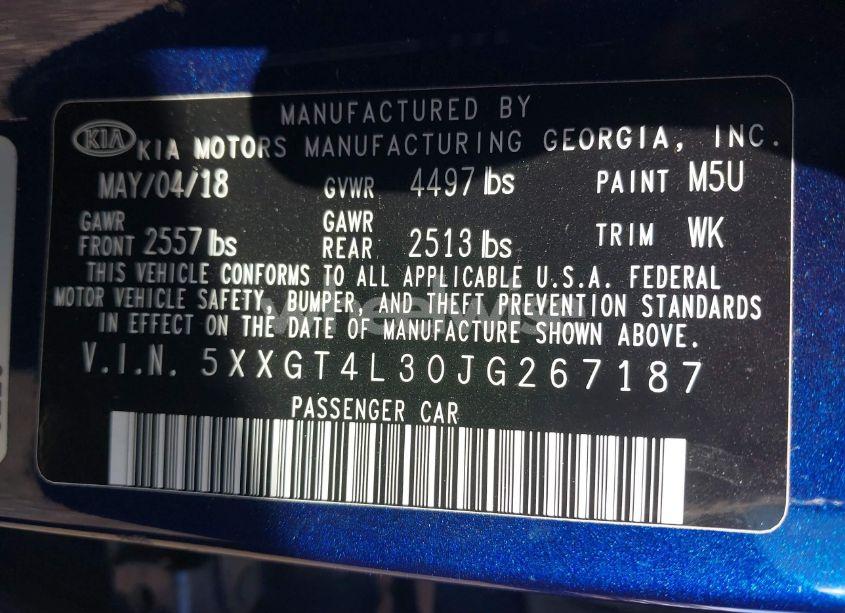 MANUFACTURED BY
KIA KIA MOTORS MANUFACTURING GEORGIA, INC.
MAY/04/18 GVWR 4497 lbs PAINT M5U
GAWR FRONT 2557 lbs GAWR REAR 2513 lbs TRIM WK
THIS VEHICLE CONFORMS TO ALL APPLICABLE U.S.A. FEDERAL
MOTOR VEHICLE SAFETY, BUMPER, AND THEFT PREVENTION STANDARDS
IN EFFECT ON THE DATE OF MANUFACTURE SHOWN ABOVE.
V.I.N. 5XXGT4L30JG267187
PASSENGER CAR
wheelwise